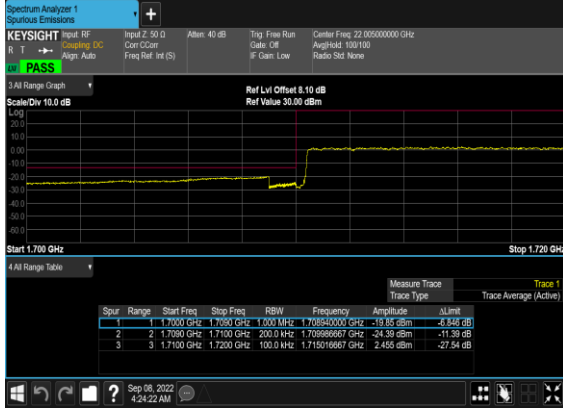 Spectrum Analyzer 1
Spurious Emissions
KEYSIGHT Input: RF Input Z: 50 Ω Atten: 40 dB Trig: Free Run Center Freq: 22.005000000 GHz
R T Coupling: DC Corr CCorr Gate: Off Avg|Hold: 100/100
Align: Auto Freq Ref: Int (S) IF Gain: Low Radio Std: None
PASS
3 All Range Graph
Ref Lvl Offset 8.10 dB
Scale/Div 10.0 dB Ref Value 30.00 dBm
Log
20.0
10.0
0.00
-10.0
-20.0
-30.0
-40.0
-50.0
-60.0
Start 1.700 GHz Stop 1.720 GHz
4 All Range Table
Measure Trace Trace 1
Trace Type Trace Average (Active)
Spur Range Start Freq Stop Freq RBW Frequency Amplitude ΔLimit
1 1 1.7000 GHz 1.7090 GHz 1.000 MHz 1.708940000 GHz -19.85 dBm -6.846 dB
2 2 1.7090 GHz 1.7100 GHz 200.0 kHz 1.709986667 GHz -24.39 dBm -11.39 dB
3 3 1.7100 GHz 1.7200 GHz 100.0 kHz 1.715016667 GHz 2.455 dBm -27.54 dB
Sep 08, 2022
4:24:22 AM